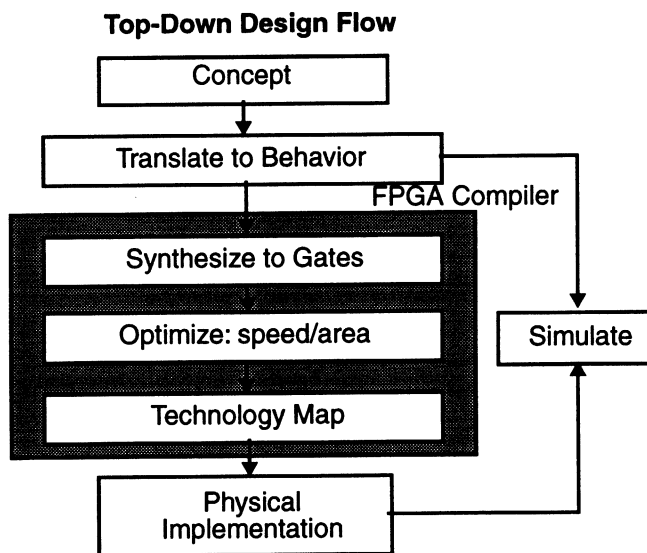 Top-Down Design Flow
Concept
Translate to Behavior
FPGA Compiler
Synthesize to Gates
Optimize: speed/area
Simulate
Technology Map
Physical
Implementation